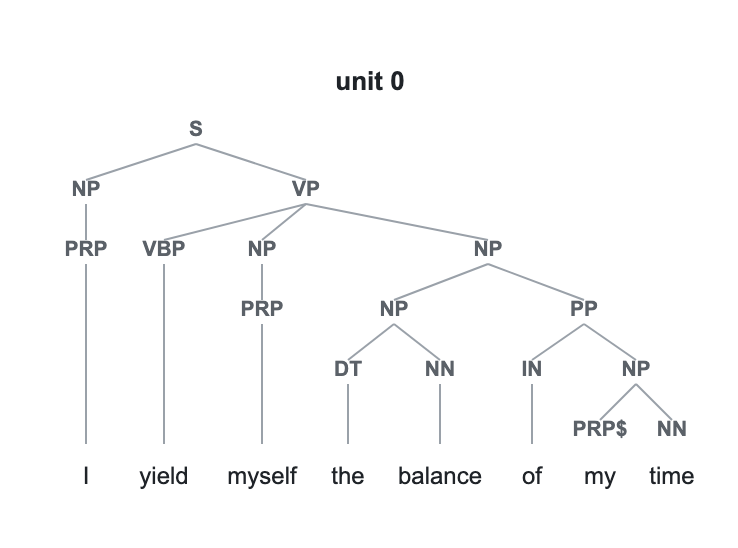 unit 0
S
NP VP
PRP VBP NP NP
PRP NP PP
DT NN IN NP
PRP$ NN
I yield myself the balance of my time